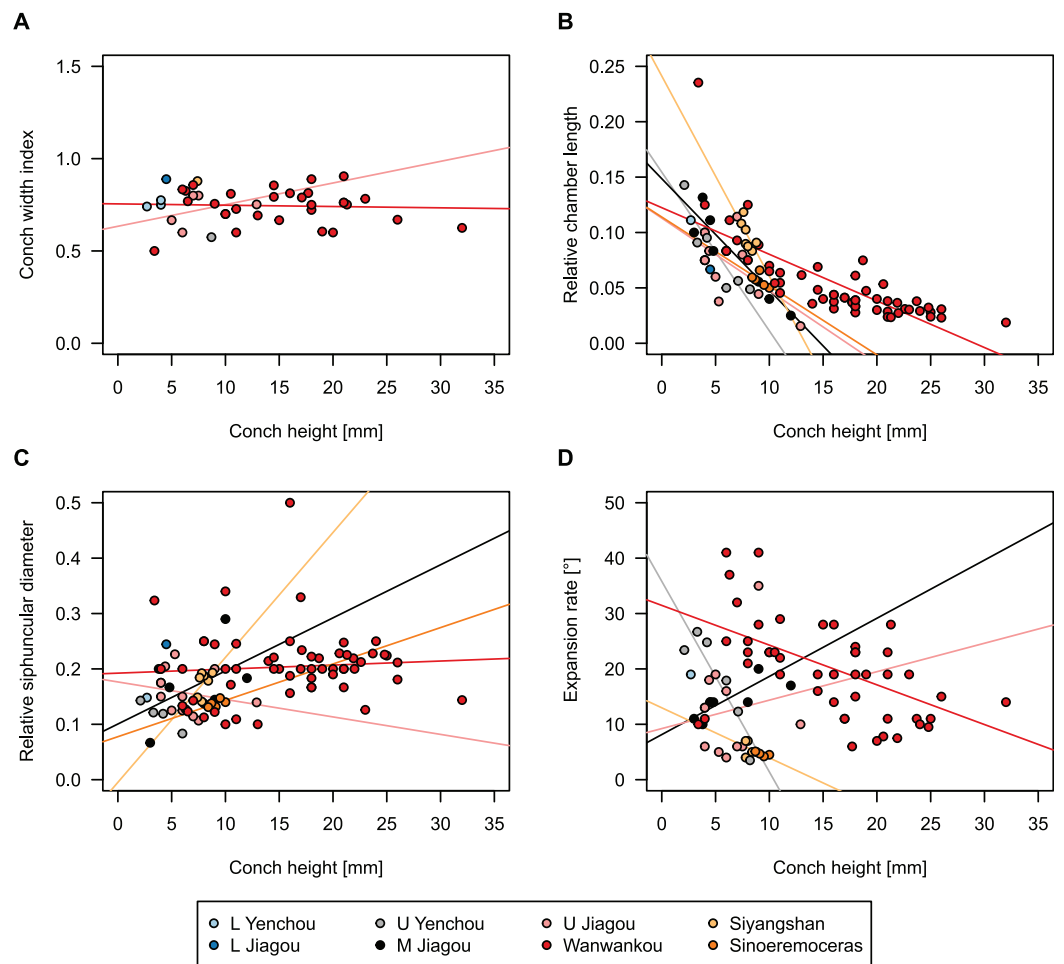 A
Conch width index
1.5
1.0
0.5
0.0
0 5 10 15 20 25 30 35
Conch height [mm]
B
Relative chamber length
0.25
0.20
0.15
0.10
0.05
0.00
0 5 10 15 20 25 30 35
Conch height [mm]
C
Relative siphuncular diameter
0.5
0.4
0.3
0.2
0.1
0.0
0 5 10 15 20 25 30 35
Conch height [mm]
D
Expansion rate [°]
50
40
30
20
10
0
0 5 10 15 20 25 30 35
Conch height [mm]
L Yenchou
L Jiagou
U Yenchou
M Jiagou
U Jiagou
Wanwankou
Siyangshan
Sinoeremoceras